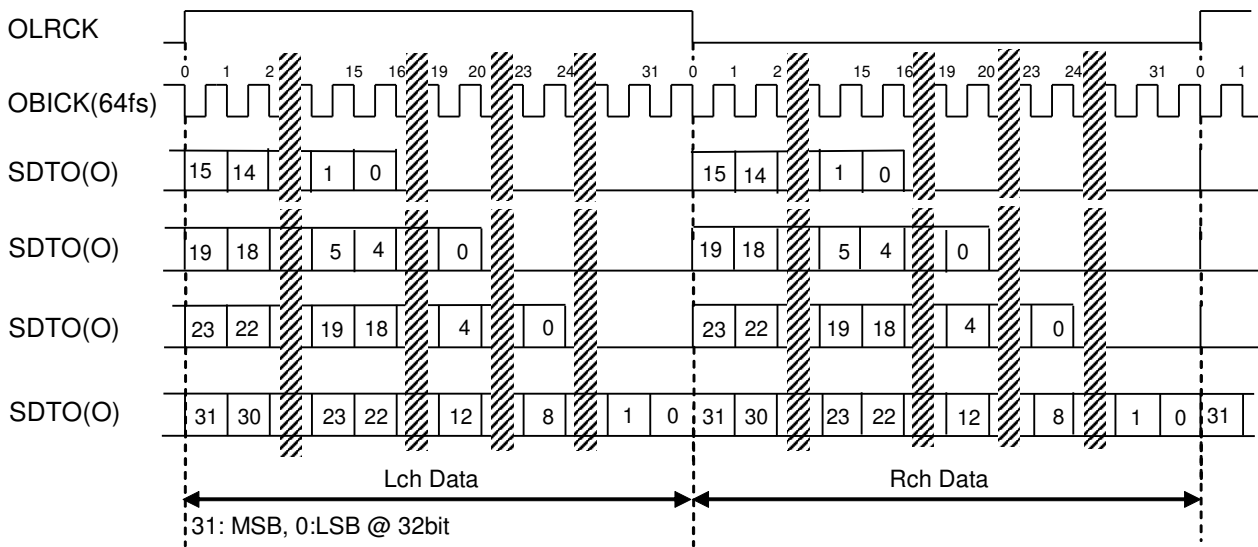 OLRCK
0 1 2 15 16 19 20 23 24 31 0 1 2 15 16 19 20 23 24 31 0 1
OBICK(64fs)
SDTO(O) 15 14 1 0 15 14 1 0
SDTO(O) 19 18 5 4 0 19 18 5 4 0
SDTO(O) 23 22 19 18 4 0 23 22 19 18 4 0
SDTO(O) 31 30 23 22 12 8 1 0 31 30 23 22 12 8 1 0 31
Lch Data Rch Data
31: MSB, 0:LSB @ 32bit